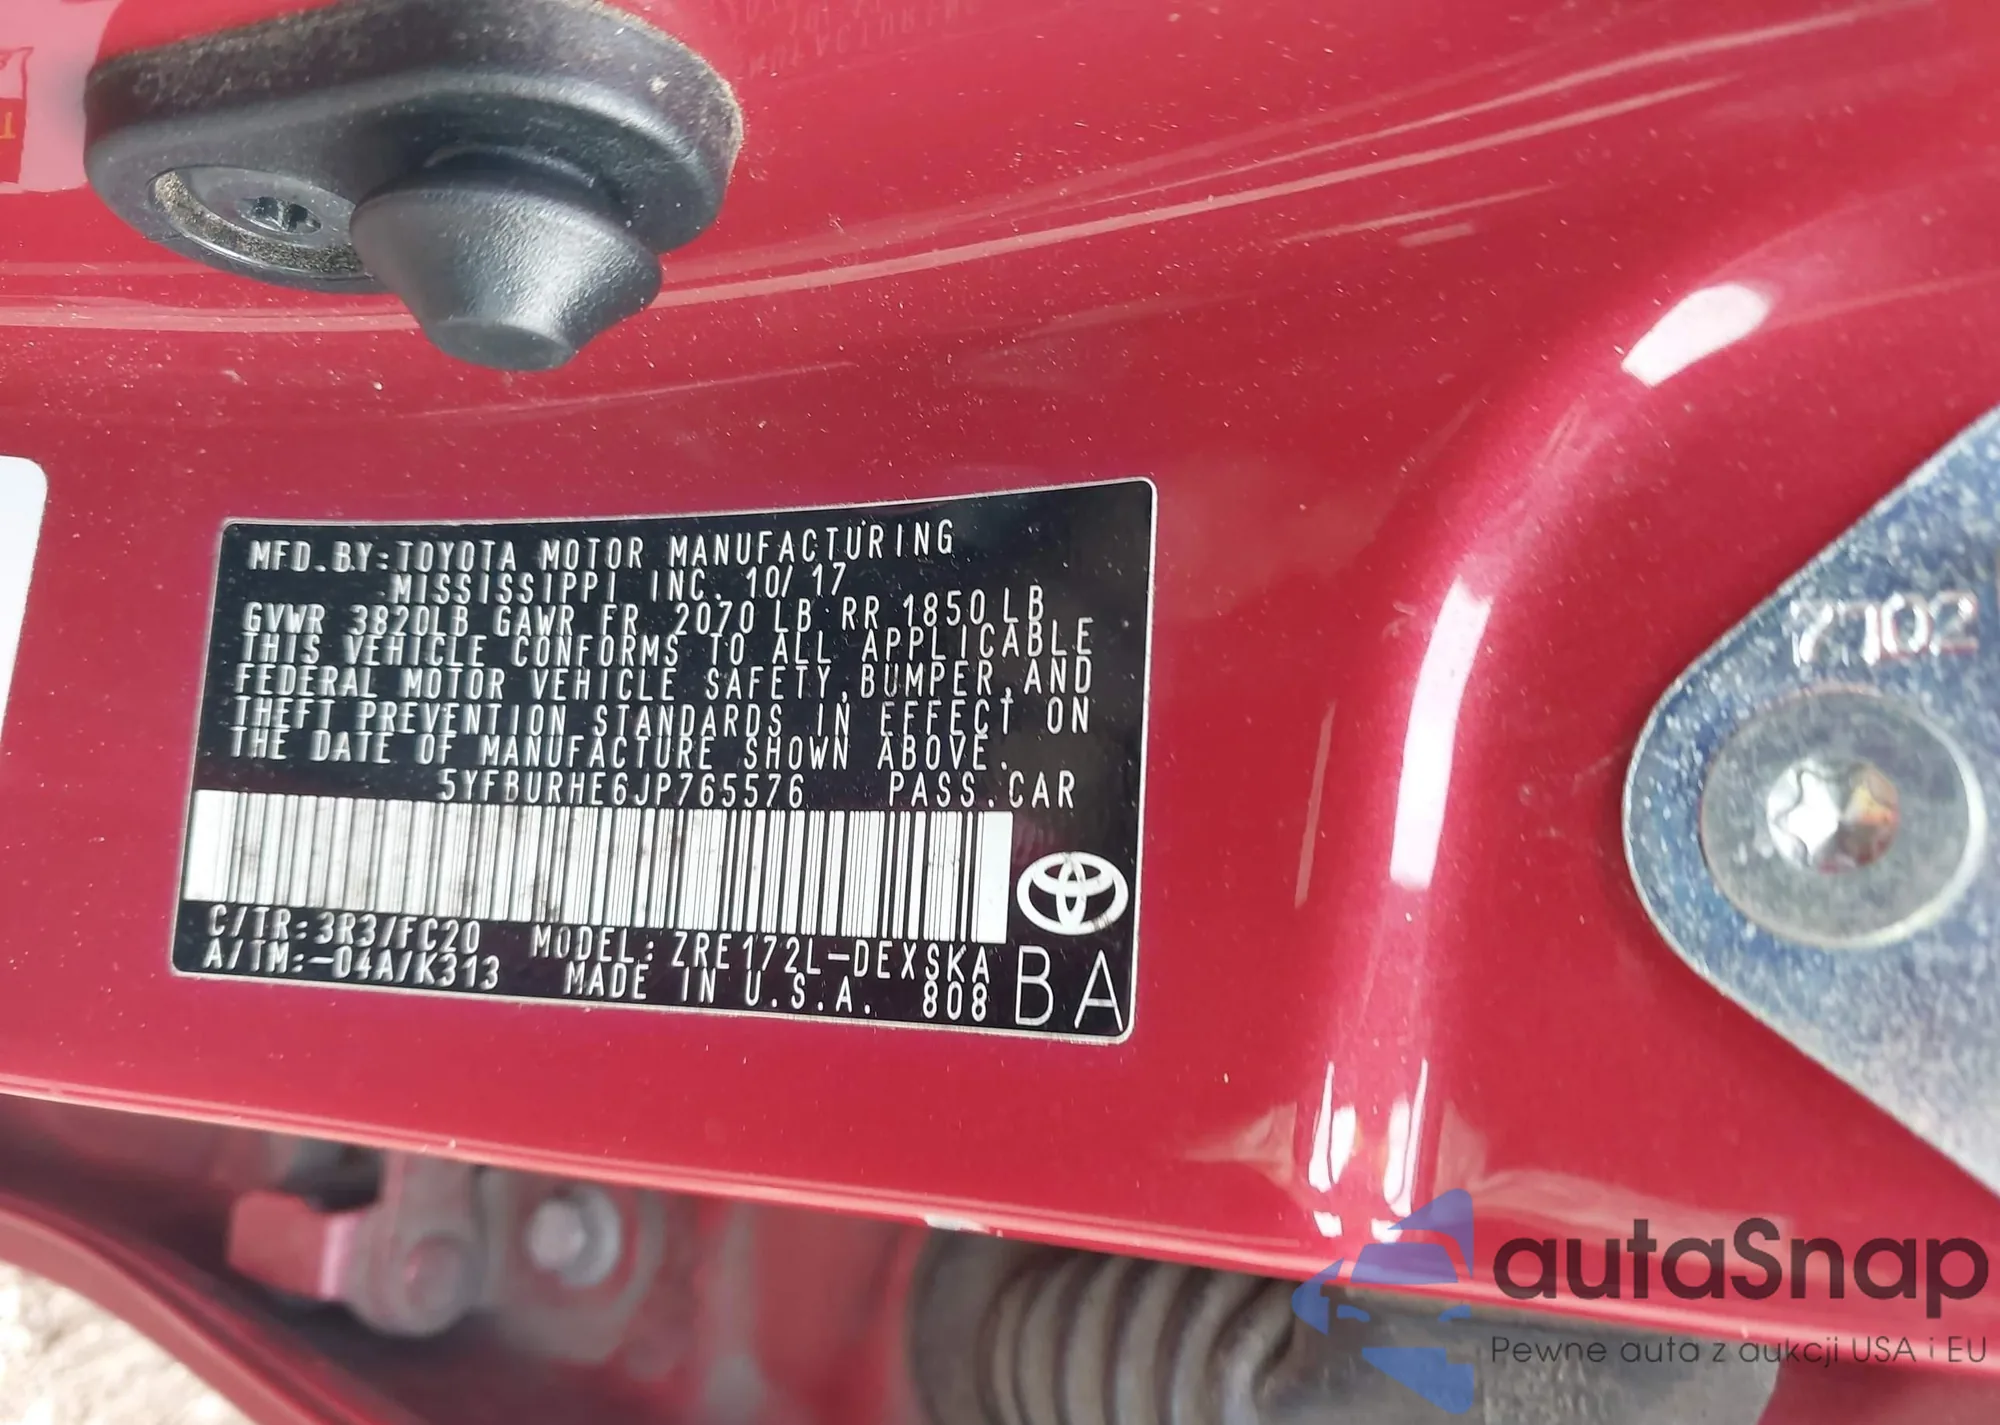 MFD.BY:TOYOTA MOTOR MANUFACTURING
MISSISSIPPI INC. 10/17
GVWR 3820LB GAWR FR 2070 LB RR 1850LB
THIS VEHICLE CONFORMS TO ALL APPLICABLE
FEDERAL MOTOR VEHICLE SAFETY,BUMPER,AND
THEFT PREVENTION STANDARDS IN EFFECT ON
THE DATE OF MANUFACTURE SHOWN ABOVE.
5YFBURHE6JP765576 PASS.CAR
C/TR:3R3/FC20 MODEL:ZRE172L-DEXSKA
A/TM:-04A/K313 MADE IN U.S.A. 808
BA
autaSnap
Pewne auta z aukcji USA i EU